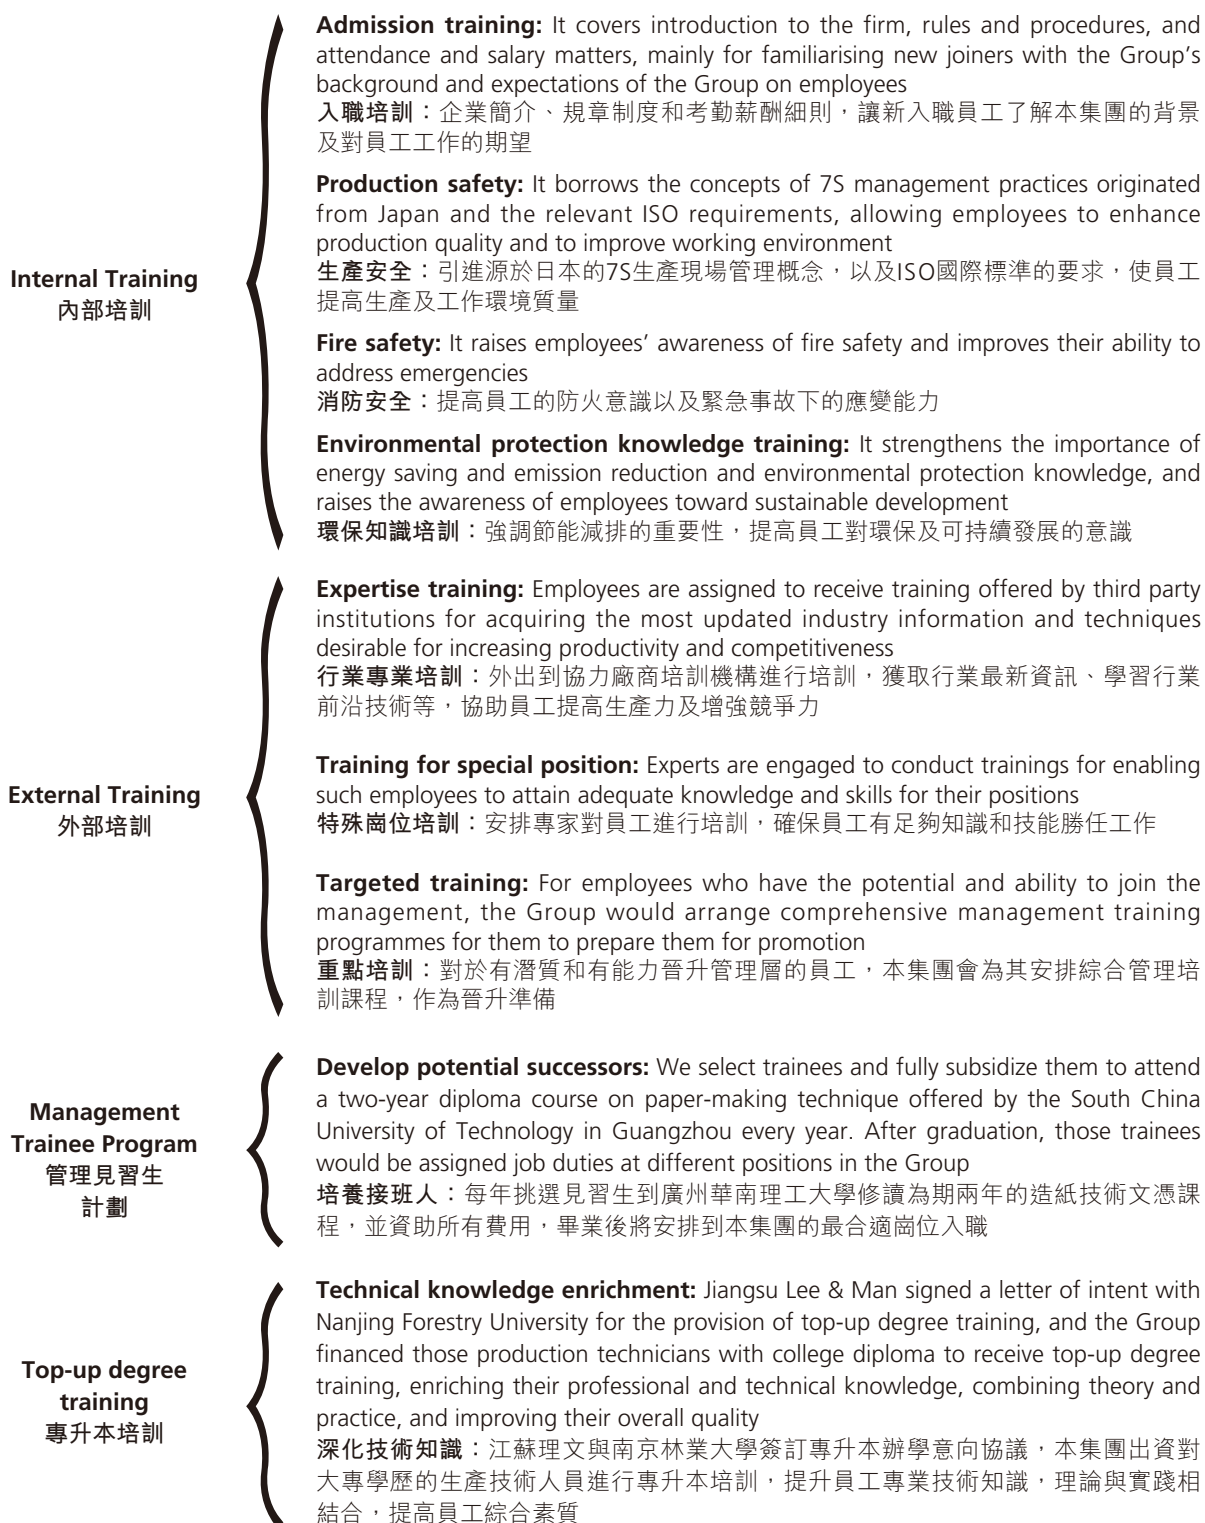 Internal Training
內部培訓
Admission training: It covers introduction to the firm, rules and procedures, and
attendance and salary matters, mainly for familiarising new joiners with the Group’s
background and expectations of the Group on employees
入職培訓：企業簡介、規章制度和考勤薪酬細則，讓新入職員工了解本集團的背景
及對員工工作的期望
Production safety: It borrows the concepts of 7S management practices originated
from Japan and the relevant ISO requirements, allowing employees to enhance
production quality and to improve working environment
生產安全：引進源於日本的7S生產現場管理概念，以及ISO國際標準的要求，使員工
提高生產及工作環境質量
Fire safety: It raises employees’ awareness of fire safety and improves their ability to
address emergencies
消防安全：提高員工的防火意識以及緊急事故下的應變能力
Environmental protection knowledge training: It strengthens the importance of
energy saving and emission reduction and environmental protection knowledge, and
raises the awareness of employees toward sustainable development
環保知識培訓：強調節能減排的重要性，提高員工對環保及可持續發展的意識
External Training
外部培訓
Expertise training: Employees are assigned to receive training offered by third party
institutions for acquiring the most updated industry information and techniques
desirable for increasing productivity and competitiveness
行業專業培訓：外出到協力廠商培訓機構進行培訓，獲取行業最新資訊、學習行業
前沿技術等，協助員工提高生產力及增強競爭力
Training for special position: Experts are engaged to conduct trainings for enabling
such employees to attain adequate knowledge and skills for their positions
特殊崗位培訓：安排專家對員工進行培訓，確保員工有足夠知識和技能勝任工作
Targeted training: For employees who have the potential and ability to join the
management, the Group would arrange comprehensive management training
programmes for them to prepare them for promotion
重點培訓：對於有潛質和有能力晉升管理層的員工，本集團會為其安排綜合管理培
訓課程，作為晉升準備
Management
Trainee Program
管理見習生
計劃
Develop potential successors: We select trainees and fully subsidize them to attend
a two-year diploma course on paper-making technique offered by the South China
University of Technology in Guangzhou every year. After graduation, those trainees
would be assigned job duties at different positions in the Group
培養接班人：每年挑選見習生到廣州華南理工大學修讀為期兩年的造紙技術文憑課
程，並資助所有費用，畢業後將安排到本集團的最合適崗位入職
Top-up degree
training
專升本培訓
Technical knowledge enrichment: Jiangsu Lee & Man signed a letter of intent with
Nanjing Forestry University for the provision of top-up degree training, and the Group
financed those production technicians with college diploma to receive top-up degree
training, enriching their professional and technical knowledge, combining theory and
practice, and improving their overall quality
深化技術知識：江蘇理文與南京林業大學簽訂專升本辦學意向協議，本集團出資對
大專學歷的生產技術人員進行專升本培訓，提升員工專業技術知識，理論與實踐相
結合，提高員工綜合素質